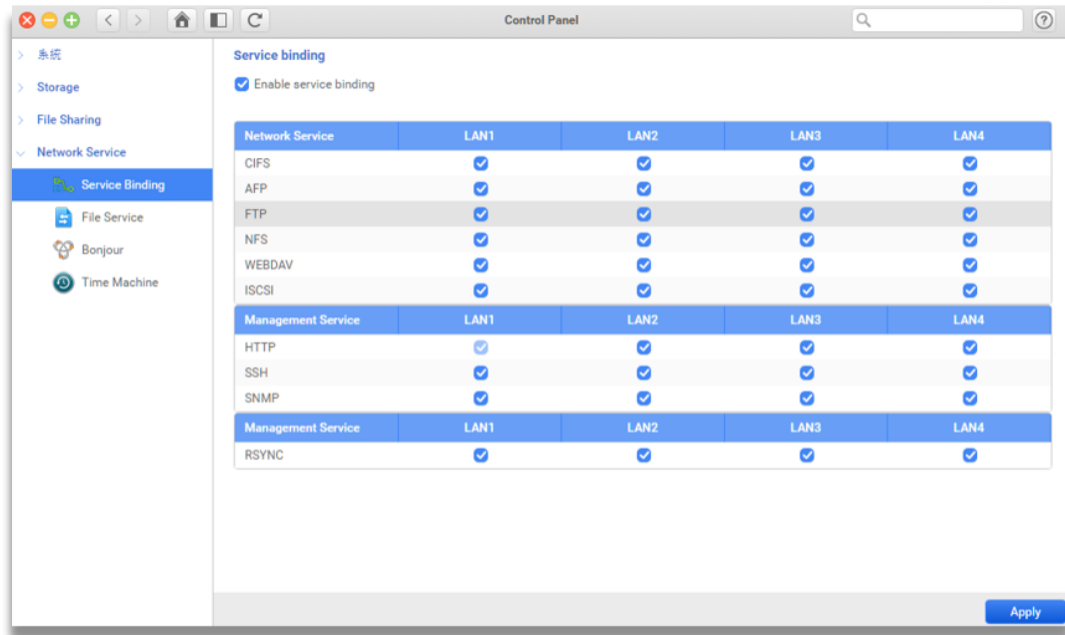 Control Panel
系統
Storage
File Sharing
Network Service
Service Binding
File Service
Bonjour
Time Machine
Service binding
Enable service binding
Network Service LAN1 LAN2 LAN3 LAN4
CIFS
AFP
FTP
NFS
WEBDAV
ISCSI
Management Service LAN1 LAN2 LAN3 LAN4
HTTP
SSH
SNMP
Management Service LAN1 LAN2 LAN3 LAN4
RSYNC
Apply